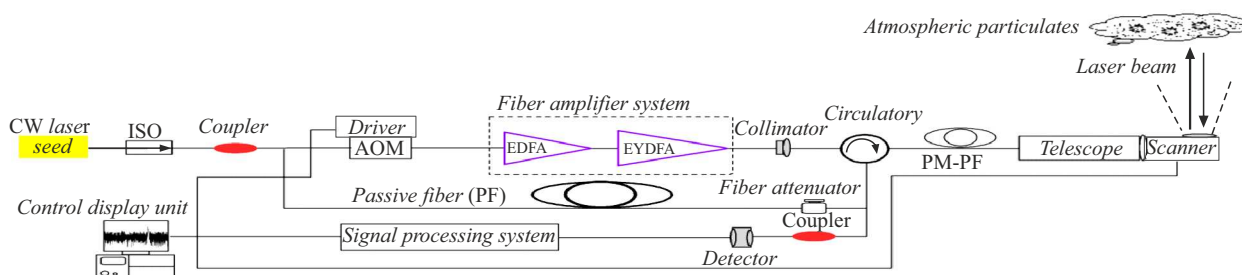 Atmospheric particulates
Laser beam
Fiber amplifier system
Circulatory
CW laser
seed
ISO
Coupler
Driver
AOM
EDFA
EYDFA
Collimator
PM-PF
Telescope
Scanner
Passive fiber (PF)
Fiber attenuator
Control display unit
Coupler
Signal processing system
Detector